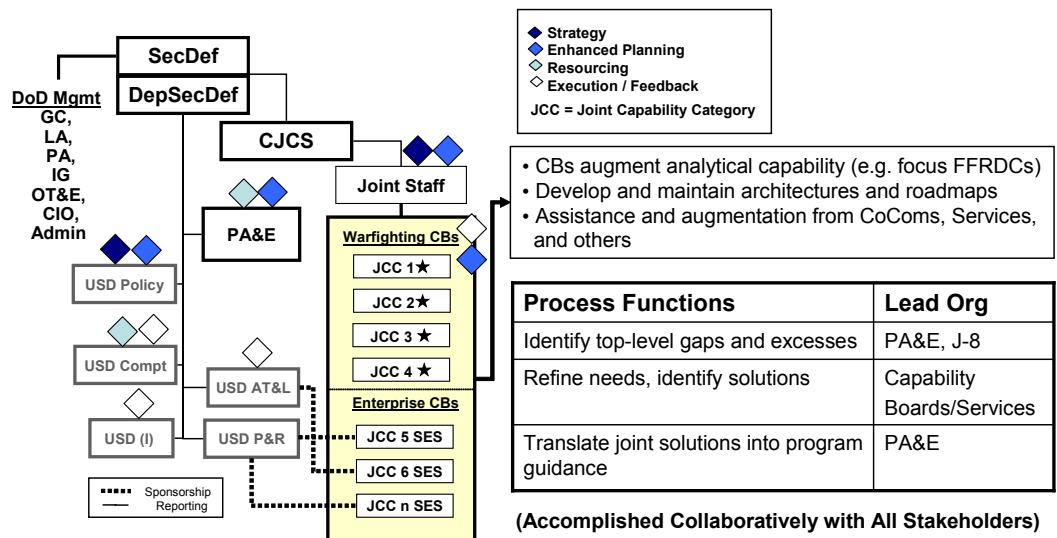 SecDef
DepSecDef
DoD Mgmt
GC,
LA,
PA,
IG
OT&E,
CIO,
Admin
CJCS
Joint Staff
PA&E
USD Policy
USD Compt
USD (I)
USD AT&L
USD P&R
Warfighting CBs
JCC 1★
JCC 2★
JCC 3 ★
JCC 4 ★
Enterprise CBs
JCC 5 SES
JCC 6 SES
JCC n SES
Sponsorship
Reporting
Strategy
Enhanced Planning
Resourcing
Execution / Feedback
JCC = Joint Capability Category
• CBs augment analytical capability (e.g. focus FFRDCs)
• Develop and maintain architectures and roadmaps
• Assistance and augmentation from CoComs, Services,
and others
Process Functions Lead Org
Identify top-level gaps and excesses PA&E, J-8
Refine needs, identify solutions Capability
Boards/Services
Translate joint solutions into program PA&E
guidance
(Accomplished Collaboratively with All Stakeholders)